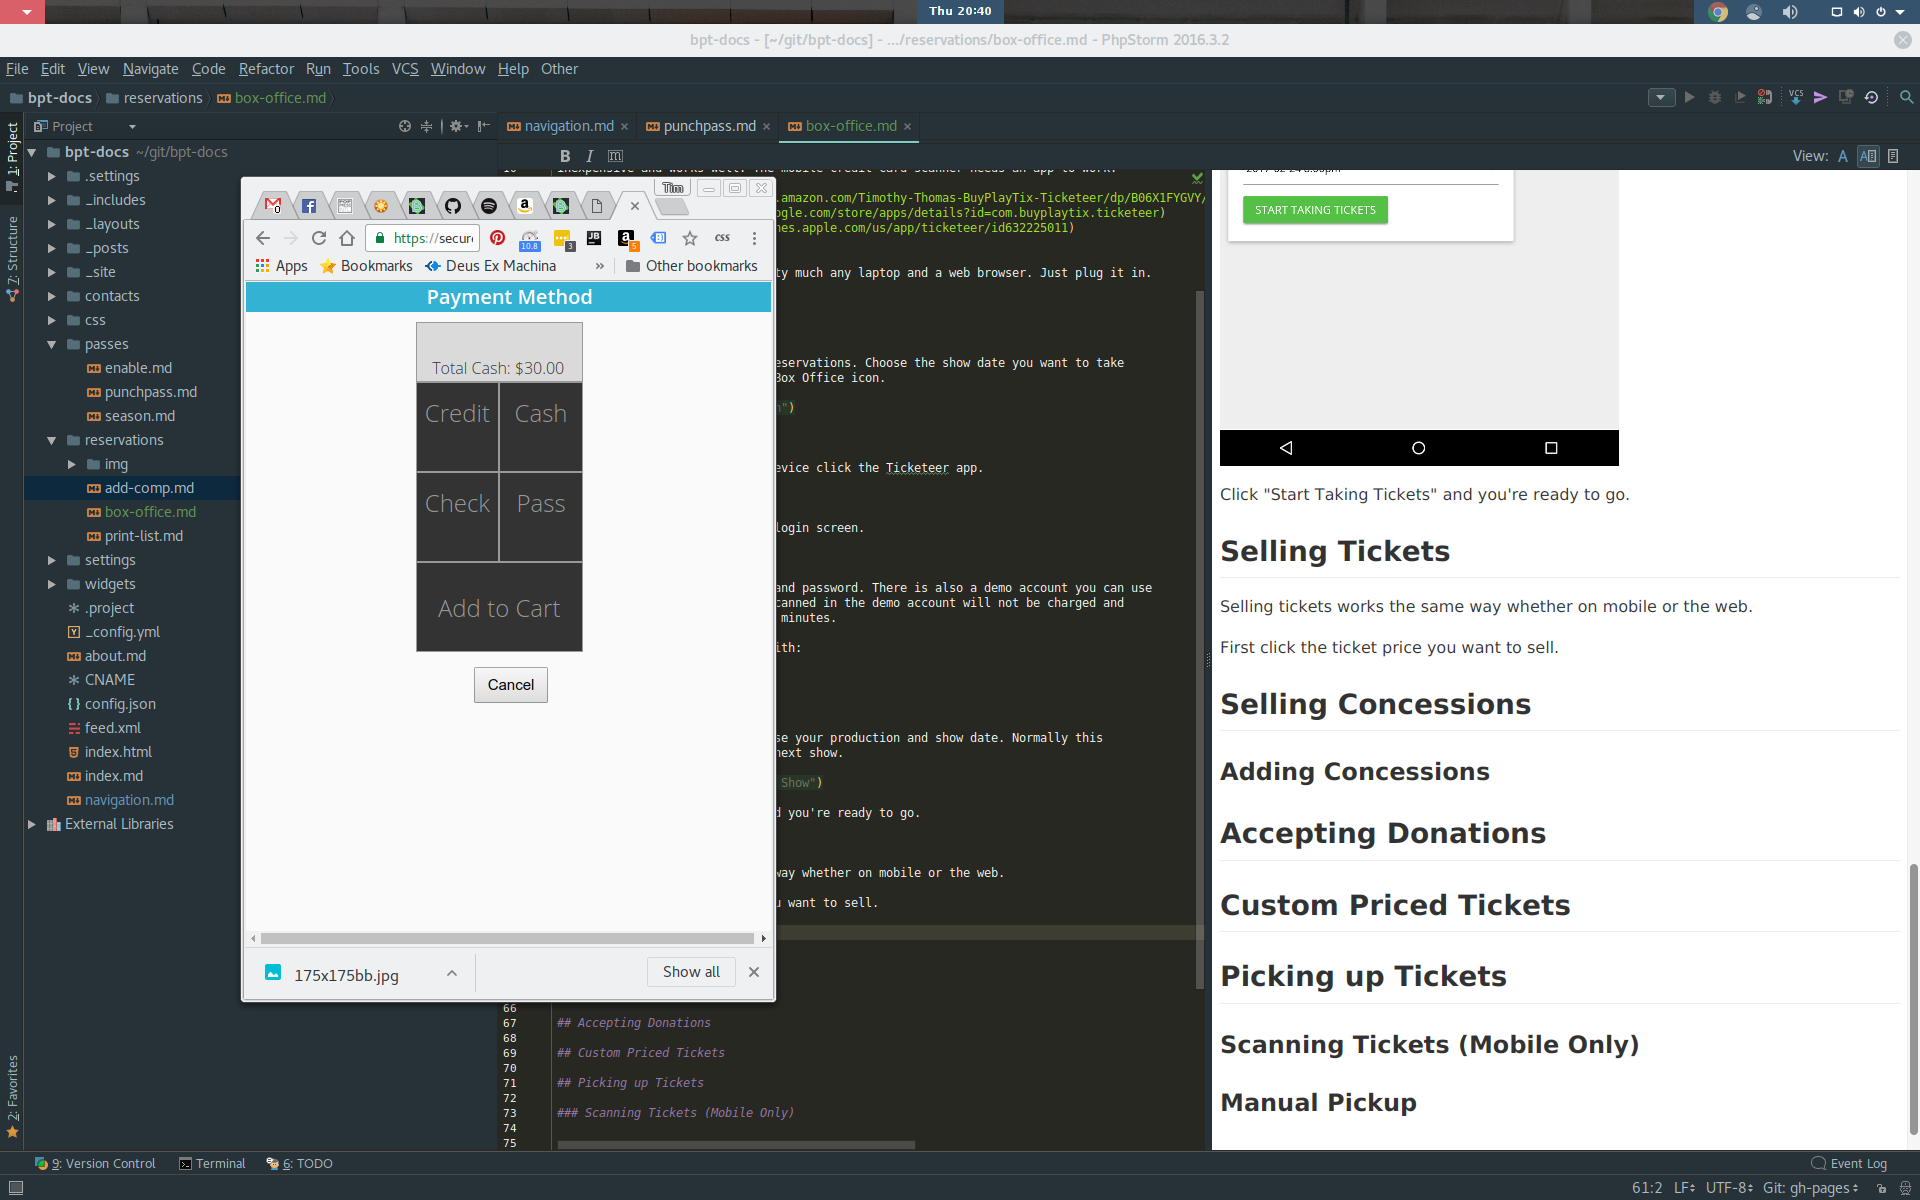 Thu 20:40
bpt-docs - [~/git/bpt-docs] - .../reservations/box-office.md - PhpStorm 2016.3.2
File Edit View Navigate Code Refactor Run Tools VCS Window Help Other
bpt-docs reservations box-office.md
VCS
Project
navigation.md punchpass.md box-office.md
B I m
View: A
1: Project
7: Structure
2: Favorites
bpt-docs ~/git/bpt-docs
.settings
_includes
_layouts
_posts
_site
contacts
css
passes
enable.md
punchpass.md
season.md
reservations
img
add-comp.md
box-office.md
print-list.md
settings
widgets
.project
_config.yml
about.md
CNAME
config.json
feed.xml
index.html
index.md
navigation.md
External Libraries
Tim
https://secur
10.8
3
JB
5
css
Apps Bookmarks Deus Ex Machina » Other bookmarks
Payment Method
Total Cash: $30.00
Credit Cash
Check Pass
Add to Cart
Cancel
175x175bb.jpg
Show all
.amazon.com/Timothy-Thomas-BuyPlayTix-Ticketeer/dp/B06X1FYGVY/
ogle.com/store/apps/details?id=com.buyplaytix.ticketeer)
nes.apple.com/us/app/ticketeer/id632225011)
ty much any laptop and a web browser. Just plug it in.
eservations. Choose the show date you want to take
Box Office icon.
")
evice click the Ticketeer app.
login screen.
and password. There is also a demo account you can use
canned in the demo account will not be charged and
minutes.
ith:
se your production and show date. Normally this
next show.
Show")
d you're ready to go.
way whether on mobile or the web.
u want to sell.
66
67 ## Accepting Donations
68
69 ## Custom Priced Tickets
70
71 ## Picking up Tickets
72
73 ### Scanning Tickets (Mobile Only)
74
75
START TAKING TICKETS
Click "Start Taking Tickets" and you're ready to go.
Selling Tickets
Selling tickets works the same way whether on mobile or the web.
First click the ticket price you want to sell.
Selling Concessions
Adding Concessions
Accepting Donations
Custom Priced Tickets
Picking up Tickets
Scanning Tickets (Mobile Only)
Manual Pickup
9: Version Control Terminal 6: TODO
Event Log
61:2 LF UTF-8 Git: gh-pages